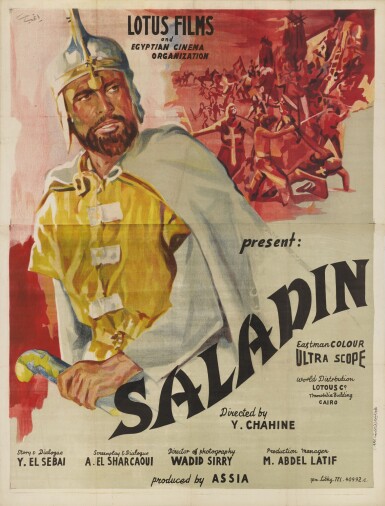 LOTUS FILMS
and
EGYPTIAN CINEMA
ORGANIZATION
present:
SALADIN
Eastman COLOUR
ULTRA SCOPE
World Distribution
LOTUS Cº
Immobilia Building
CAIRO
Directed by
Y. CHAHINE
Story & Dialogue
Y. EL SEBAI
Screenplay & Dialogue
A. EL SHARCAOUI
Director of photography
WADID SIRRY
Production Manager
M. ABDEL LATIF
produced by ASSIA